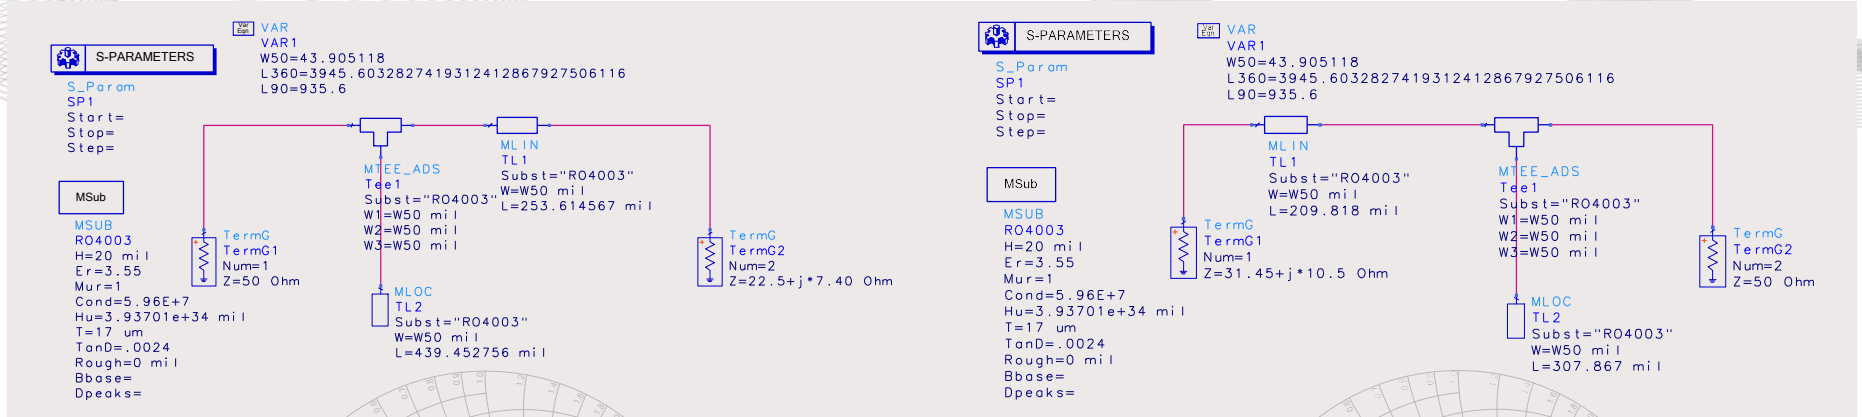 Var
Eqn
VAR
VAR1
W50=43.905118
L360=3945.6032827419312412867927506116
L90=935.6
S-PARAMETERS
S_Param
SP1
Start=
Stop=
Step=
MSub
MSUB
RO4003
H=20 mil
Er=3.55
Mur=1
Cond=5.96E+7
Hu=3.93701e+34 mil
T=17 um
TanD=.0024
Rough=0 mil
Bbase=
Dpeaks=
TermG
TermG1
Num=1
Z=50 Ohm
MTEE_ADS
Tee1
Subst="RO4003"
W1=W50 mil
W2=W50 mil
W3=W50 mil
MLIN
TL1
Subst="RO4003"
W=W50 mil
L=253.614567 mil
MLOC
TL2
Subst="RO4003"
W=W50 mil
L=439.452756 mil
TermG
TermG2
Num=2
Z=22.5+j*7.40 Ohm
S-PARAMETERS
S_Param
SP1
Start=
Stop=
Step=
Var
Eqn
VAR
VAR1
W50=43.905118
L360=3945.6032827419312412867927506116
L90=935.6
MSub
MSUB
RO4003
H=20 mil
Er=3.55
Mur=1
Cond=5.96E+7
Hu=3.93701e+34 mil
T=17 um
TanD=.0024
Rough=0 mil
Bbase=
Dpeaks=
MLIN
TL1
Subst="RO4003"
W=W50 mil
L=209.818 mil
TermG
TermG1
Num=1
Z=31.45+j*10.5 Ohm
MTEE_ADS
Tee1
Subst="RO4003"
W1=W50 mil
W2=W50 mil
W3=W50 mil
MLOC
TL2
Subst="RO4003"
W=W50 mil
L=307.867 mil
TermG
TermG2
Num=2
Z=50 Ohm